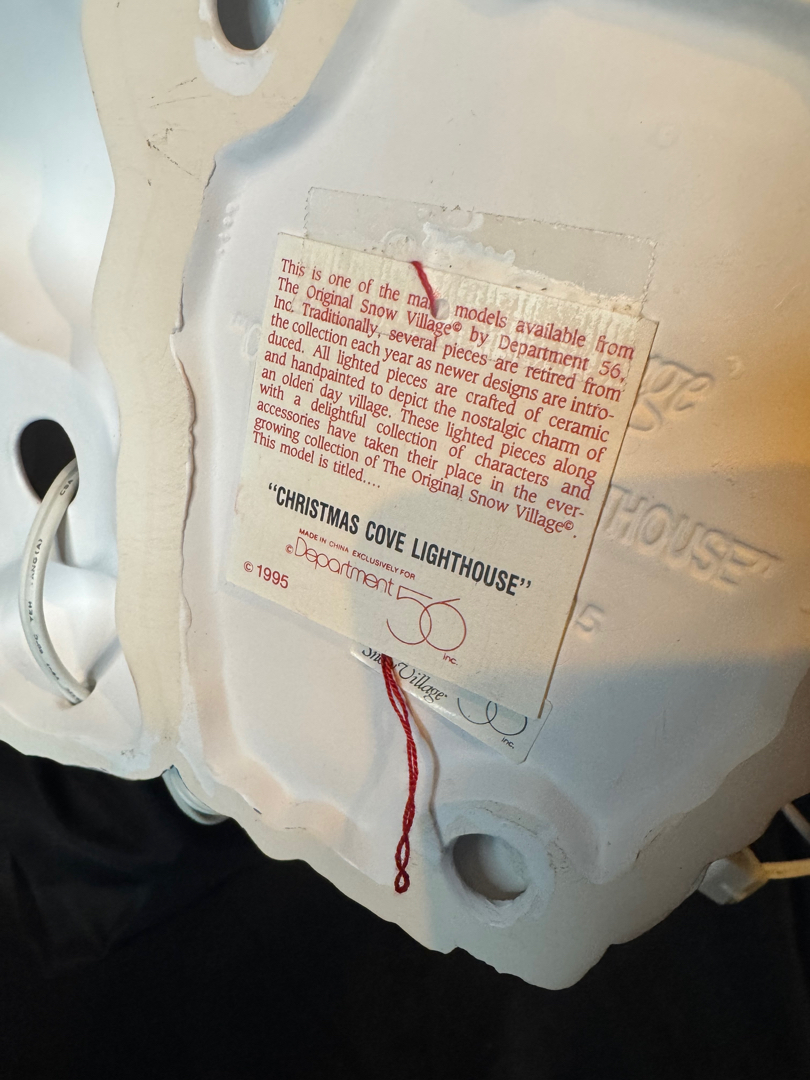 This is one of the ma models available from
The Original Snow Village© by Department 56,
Inc. Traditionally, several pieces are retired from
the collection each year as newer designs are intro-
duced. All lighted pieces are crafted of ceramic
and handpainted to depict the nostalgic charm of
an olden day village. These lighted pieces along
with a delightful collection of characters and
accessories have taken their place in the ever-
growing collection of The Original Snow Village©.
This model is titled....
"CHRISTMAS COVE LIGHTHOUSE"
MADE IN CHINA EXCLUSIVELY FOR
© Department 56
inc.
© 1995
Snow Village
inc.
THOUSE"
5
CSA